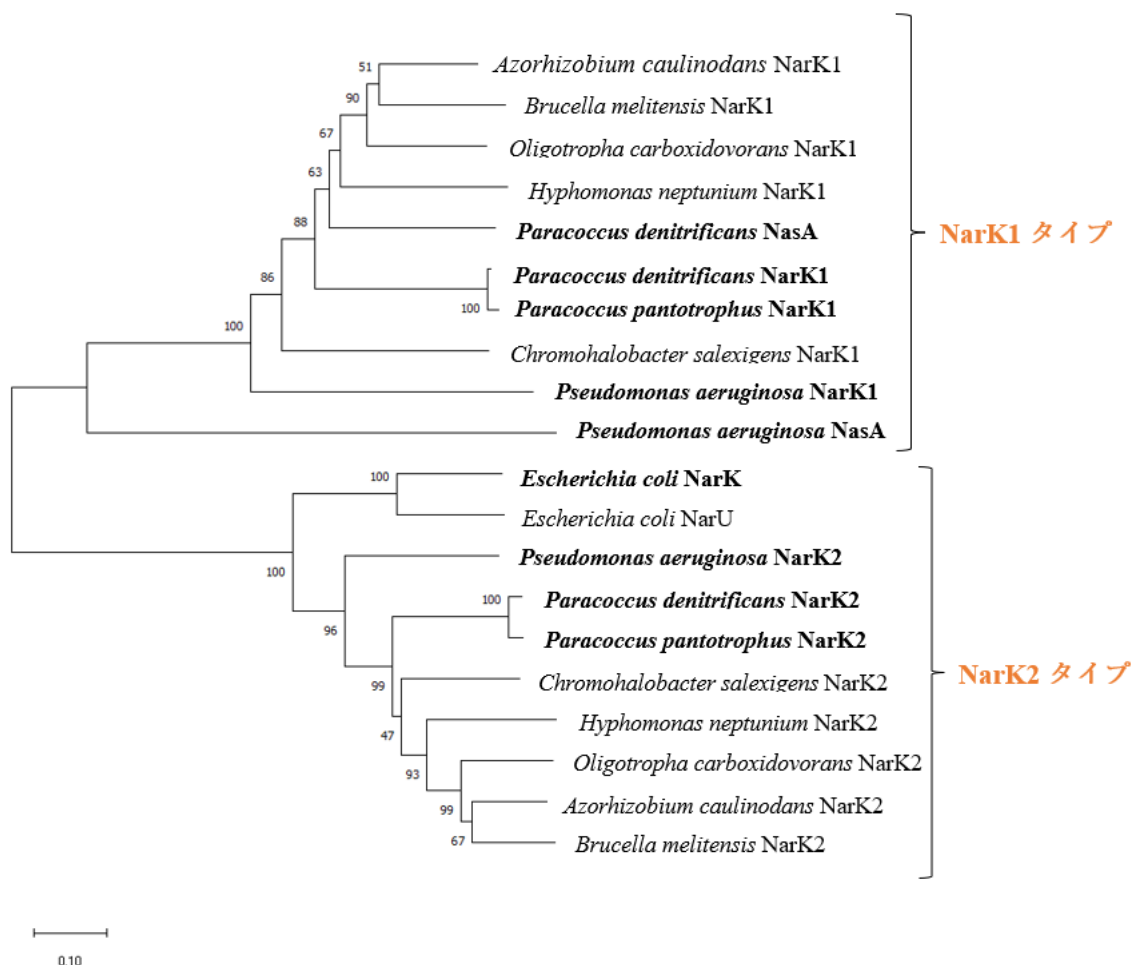 51
Azorhizobium caulinodans NarK1
90
Brucella melitensis NarK1
67
Oligotropha carboxidovorans NarK1
63
Hyphomonas neptunium NarK1
88
Paracoccus denitrificans NasA
NarK1 タイプ
86
Paracoccus denitrificans NarK1
100
Paracoccus pantotrophus NarK1
100
Chromohalobacter salexigens NarK1
Pseudomonas aeruginosa NarK1
Pseudomonas aeruginosa NasA
100
Escherichia coli NarK
Escherichia coli NarU
100
Pseudomonas aeruginosa NarK2
100
Paracoccus denitrificans NarK2
96
Paracoccus pantotrophus NarK2
99
Chromohalobacter salexigens NarK2
NarK2 タイプ
47
Hyphomonas neptunium NarK2
93
Oligotropha carboxidovorans NarK2
99
Azorhizobium caulinodans NarK2
67
Brucella melitensis NarK2
0.10